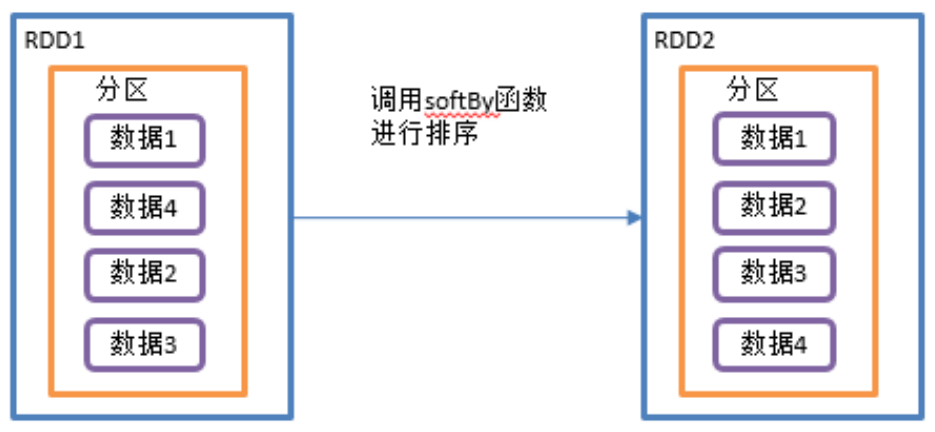 RDD1
分区
数据1
数据4
数据2
数据3
调用softBy函数
进行排序
RDD2
分区
数据1
数据2
数据3
数据4